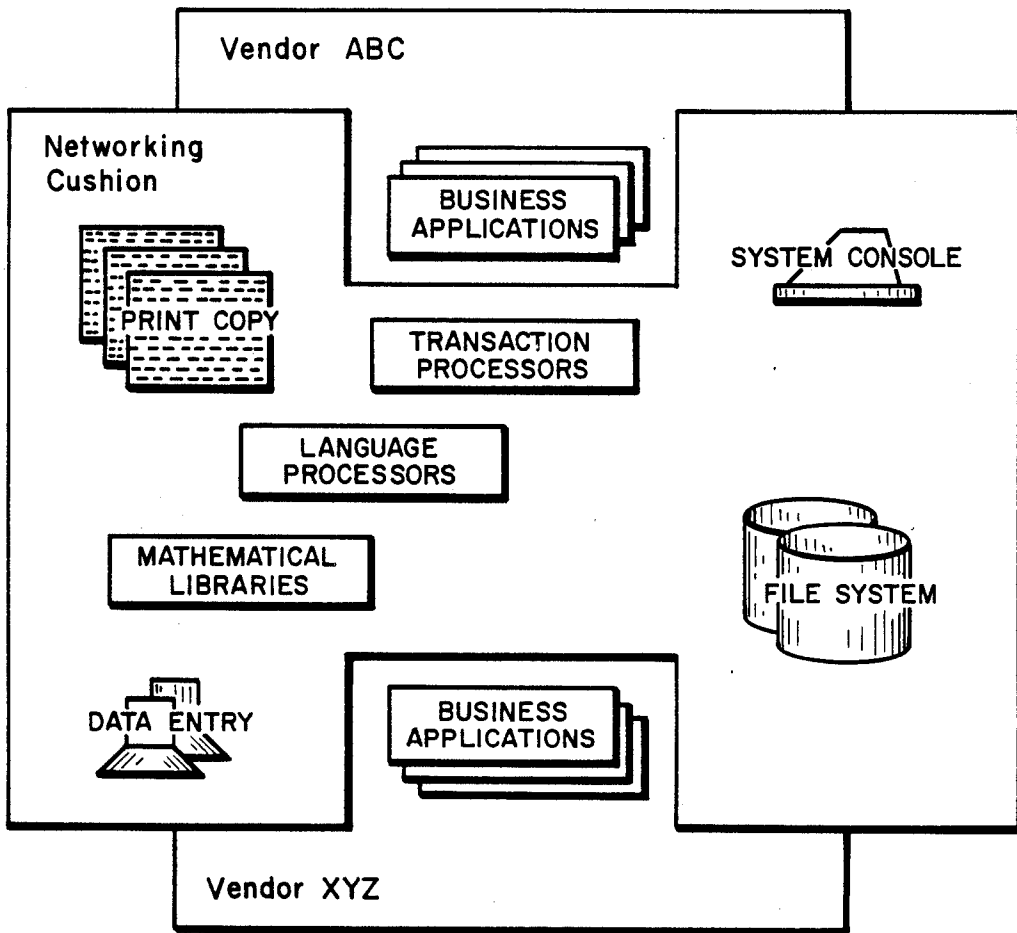 Vendor ABC
Networking
Cushion
BUSINESS
APPLICATIONS
SYSTEM CONSOLE
PRINT COPY
TRANSACTION
PROCESSORS
LANGUAGE
PROCESSORS
MATHEMATICAL
LIBRARIES
FILE SYSTEM
DATA ENTRY
BUSINESS
APPLICATIONS
Vendor XYZ